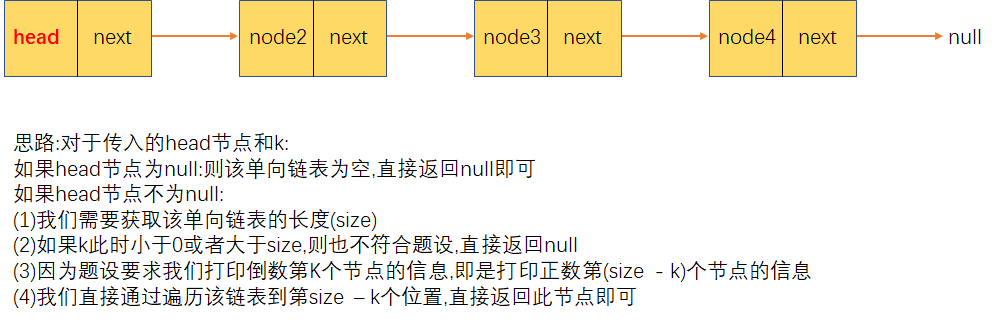 head next node2 next node3 next node4 next null
思路:对于传入的head节点和k:
如果head节点为null:则该单向链表为空,直接返回null即可
如果head节点不为null:
(1)我们需要获取该单向链表的长度(size)
(2)如果k此时小于0或者大于size,则也不符合题设,直接返回null
(3)因为题设要求我们打印倒数第K个节点的信息,即是打印正数第(size - k)个节点的信息
(4)我们直接通过遍历该链表到第size – k个位置,直接返回此节点即可